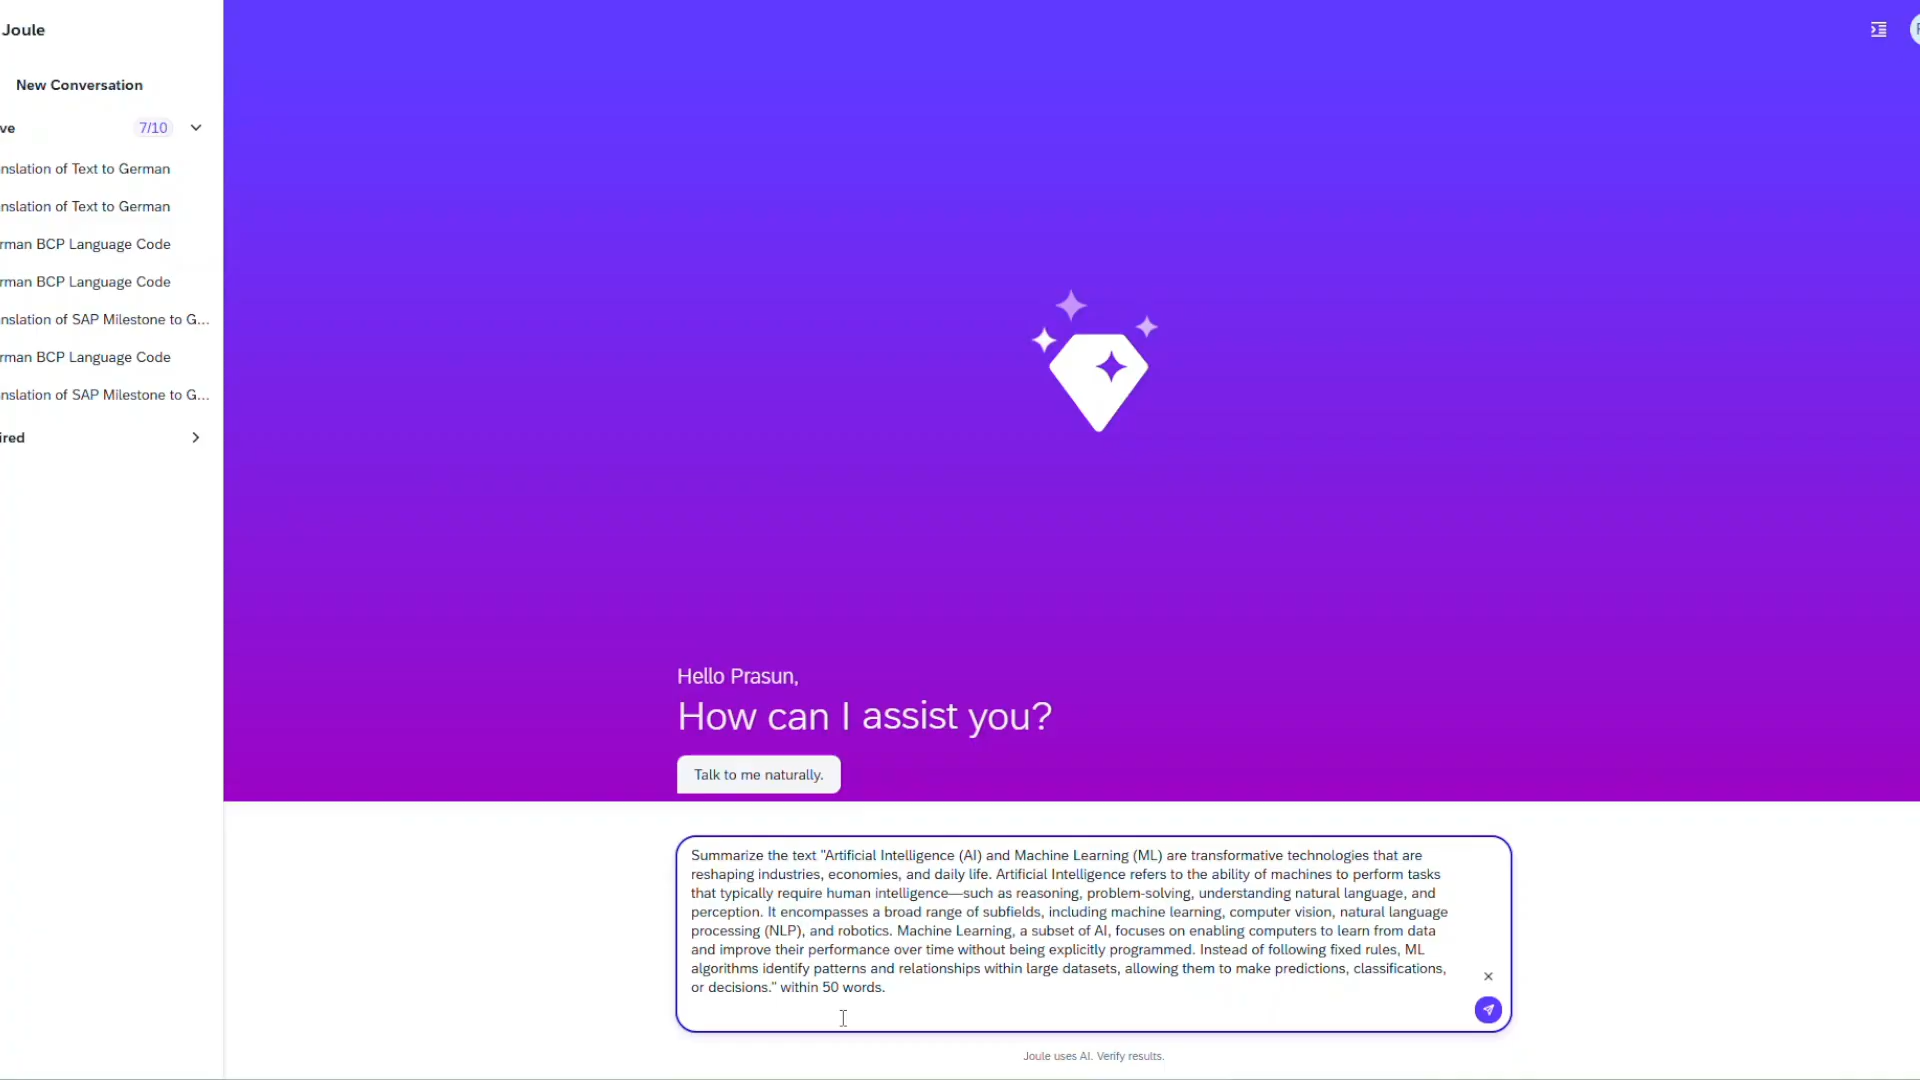 Joule
New Conversation
ve 7/10
nslation of Text to German
nslation of Text to German
rman BCP Language Code
rman BCP Language Code
nslation of SAP Milestone to G...
rman BCP Language Code
nslation of SAP Milestone to G...
ired
Hello Prasun,
How can I assist you?
Talk to me naturally.
Summarize the text "Artificial Intelligence (AI) and Machine Learning (ML) are transformative technologies that are
reshaping industries, economies, and daily life. Artificial Intelligence refers to the ability of machines to perform tasks
that typically require human intelligence—such as reasoning, problem-solving, understanding natural language, and
perception. It encompasses a broad range of subfields, including machine learning, computer vision, natural language
processing (NLP), and robotics. Machine Learning, a subset of AI, focuses on enabling computers to learn from data
and improve their performance over time without being explicitly programmed. Instead of following fixed rules, ML
algorithms identify patterns and relationships within large datasets, allowing them to make predictions, classifications,
or decisions." within 50 words.
Joule uses AI. Verify results.